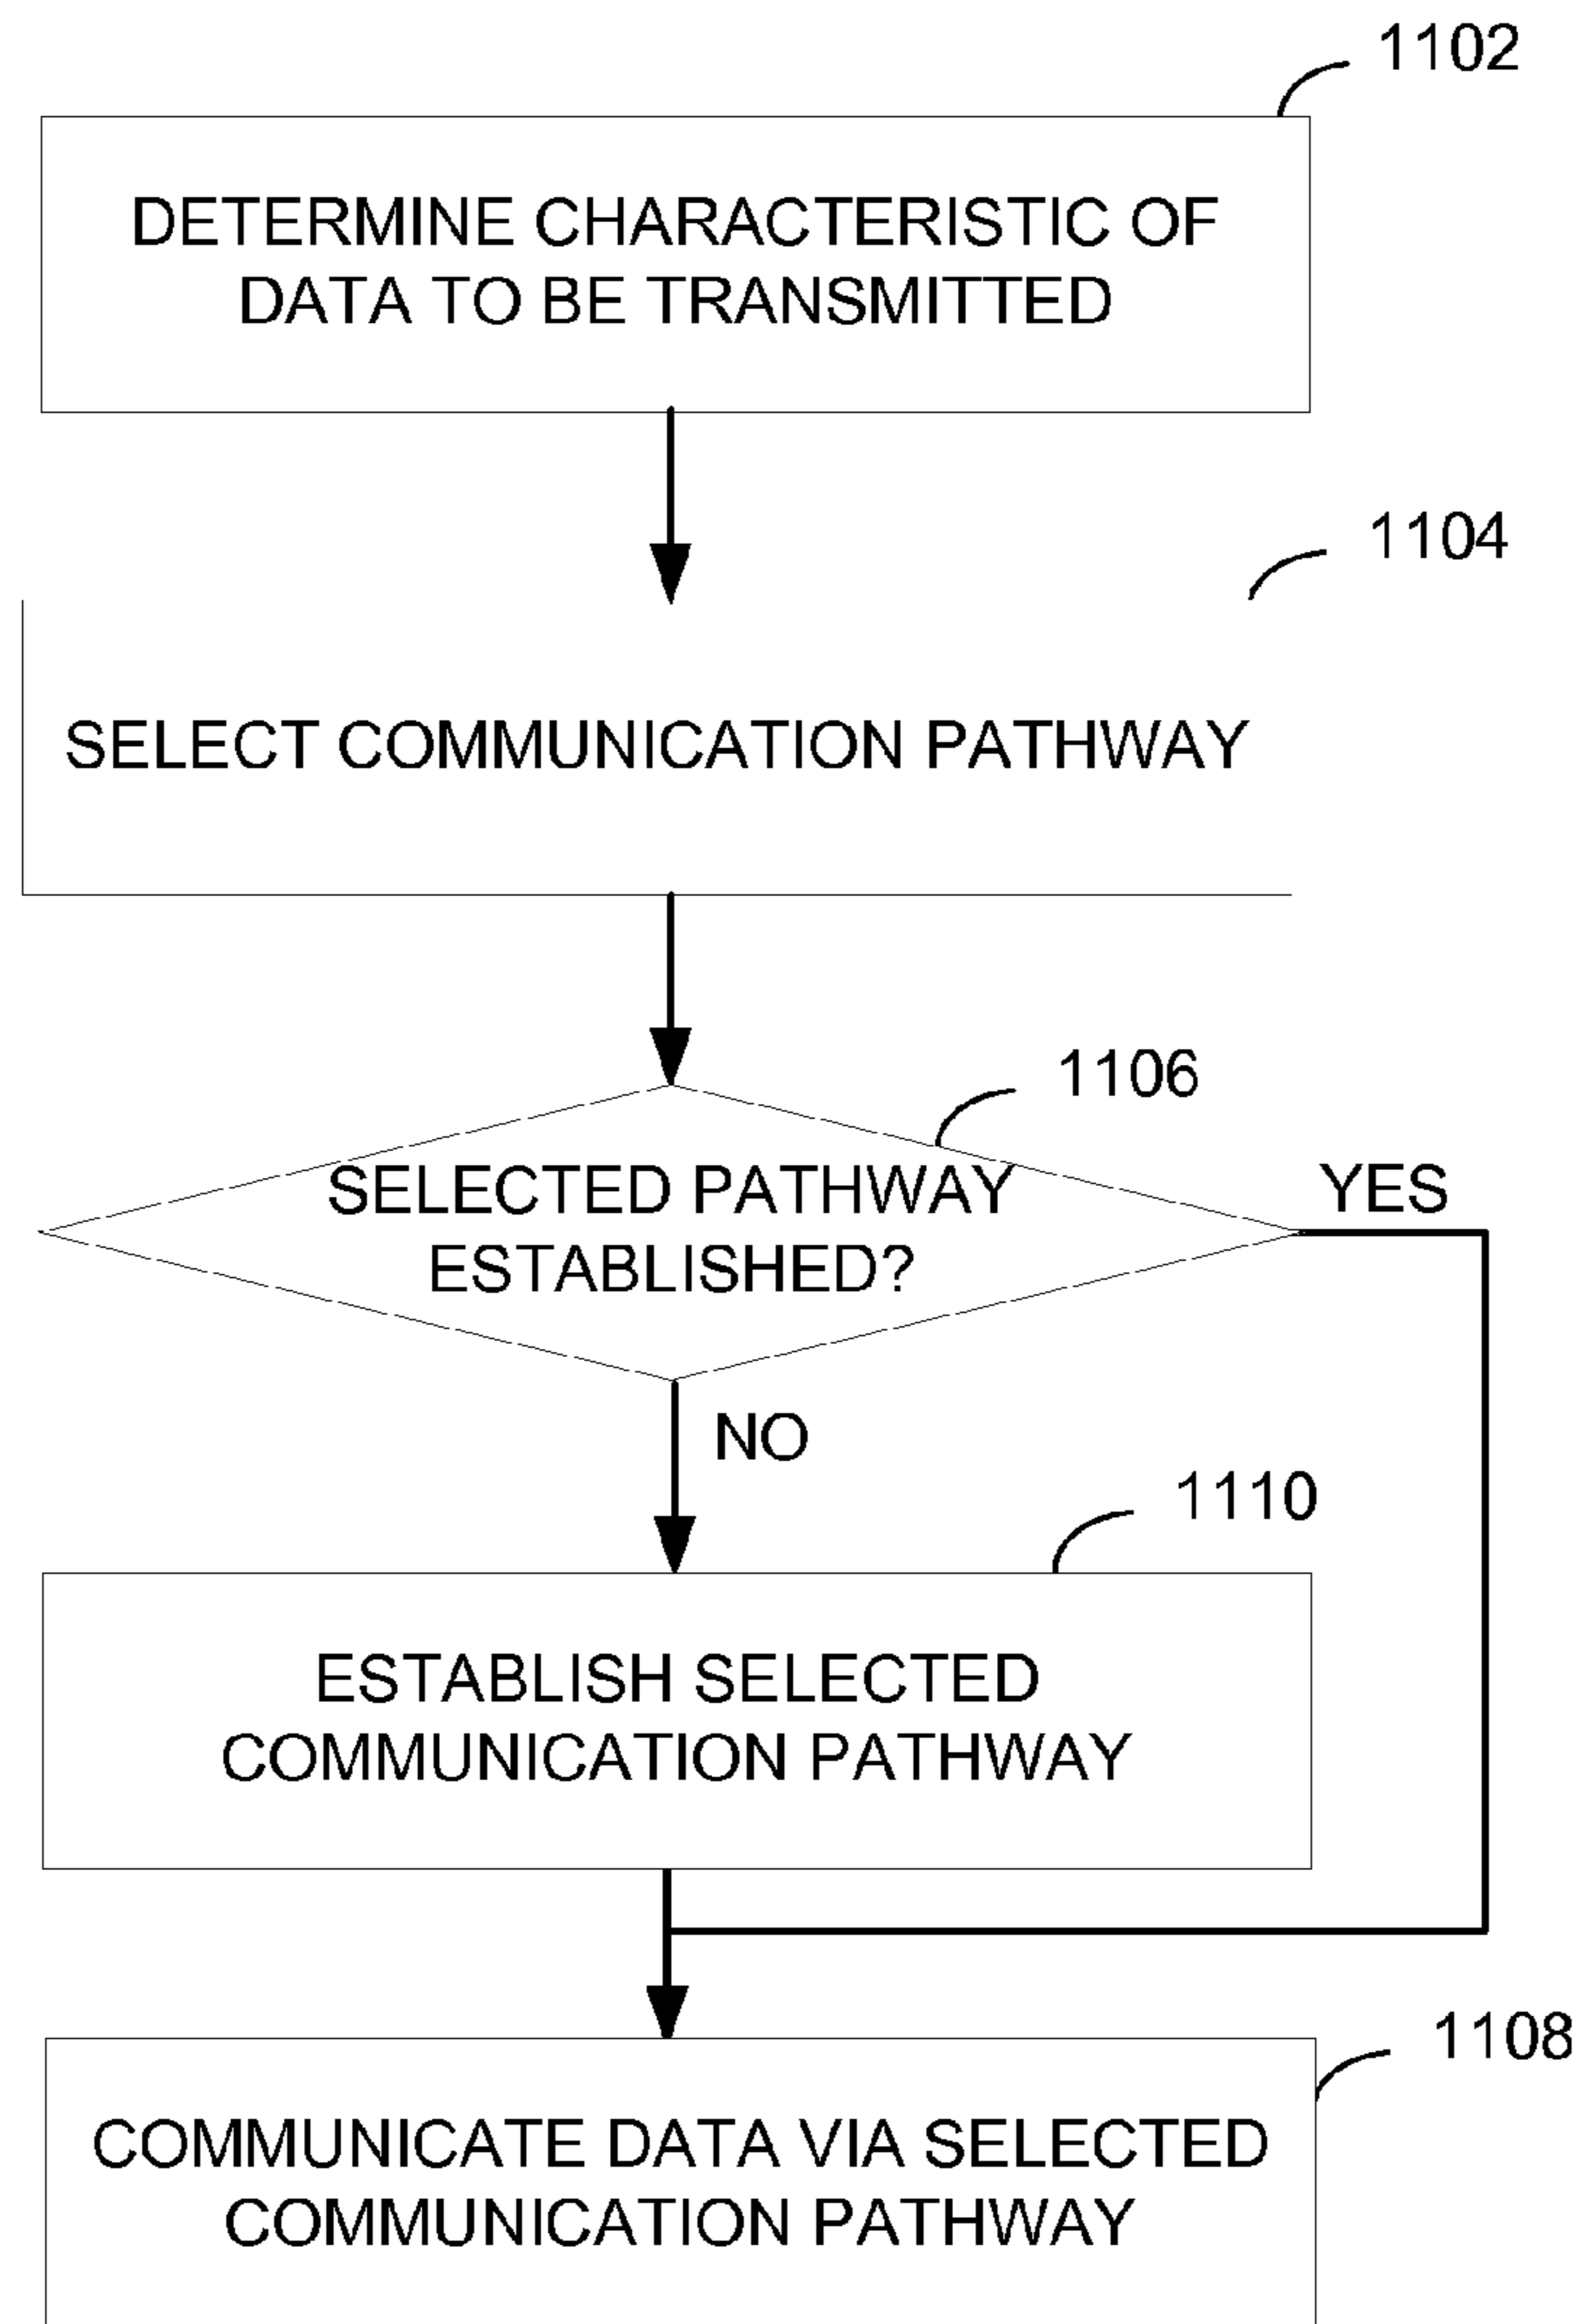 1102
DETERMINE CHARACTERISTIC OF
DATA TO BE TRANSMITTED
1104
SELECT COMMUNICATION PATHWAY
1106
SELECTED PATHWAY
ESTABLISHED?
YES
NO
1110
ESTABLISH SELECTED
COMMUNICATION PATHWAY
1108
COMMUNICATE DATA VIA SELECTED
COMMUNICATION PATHWAY